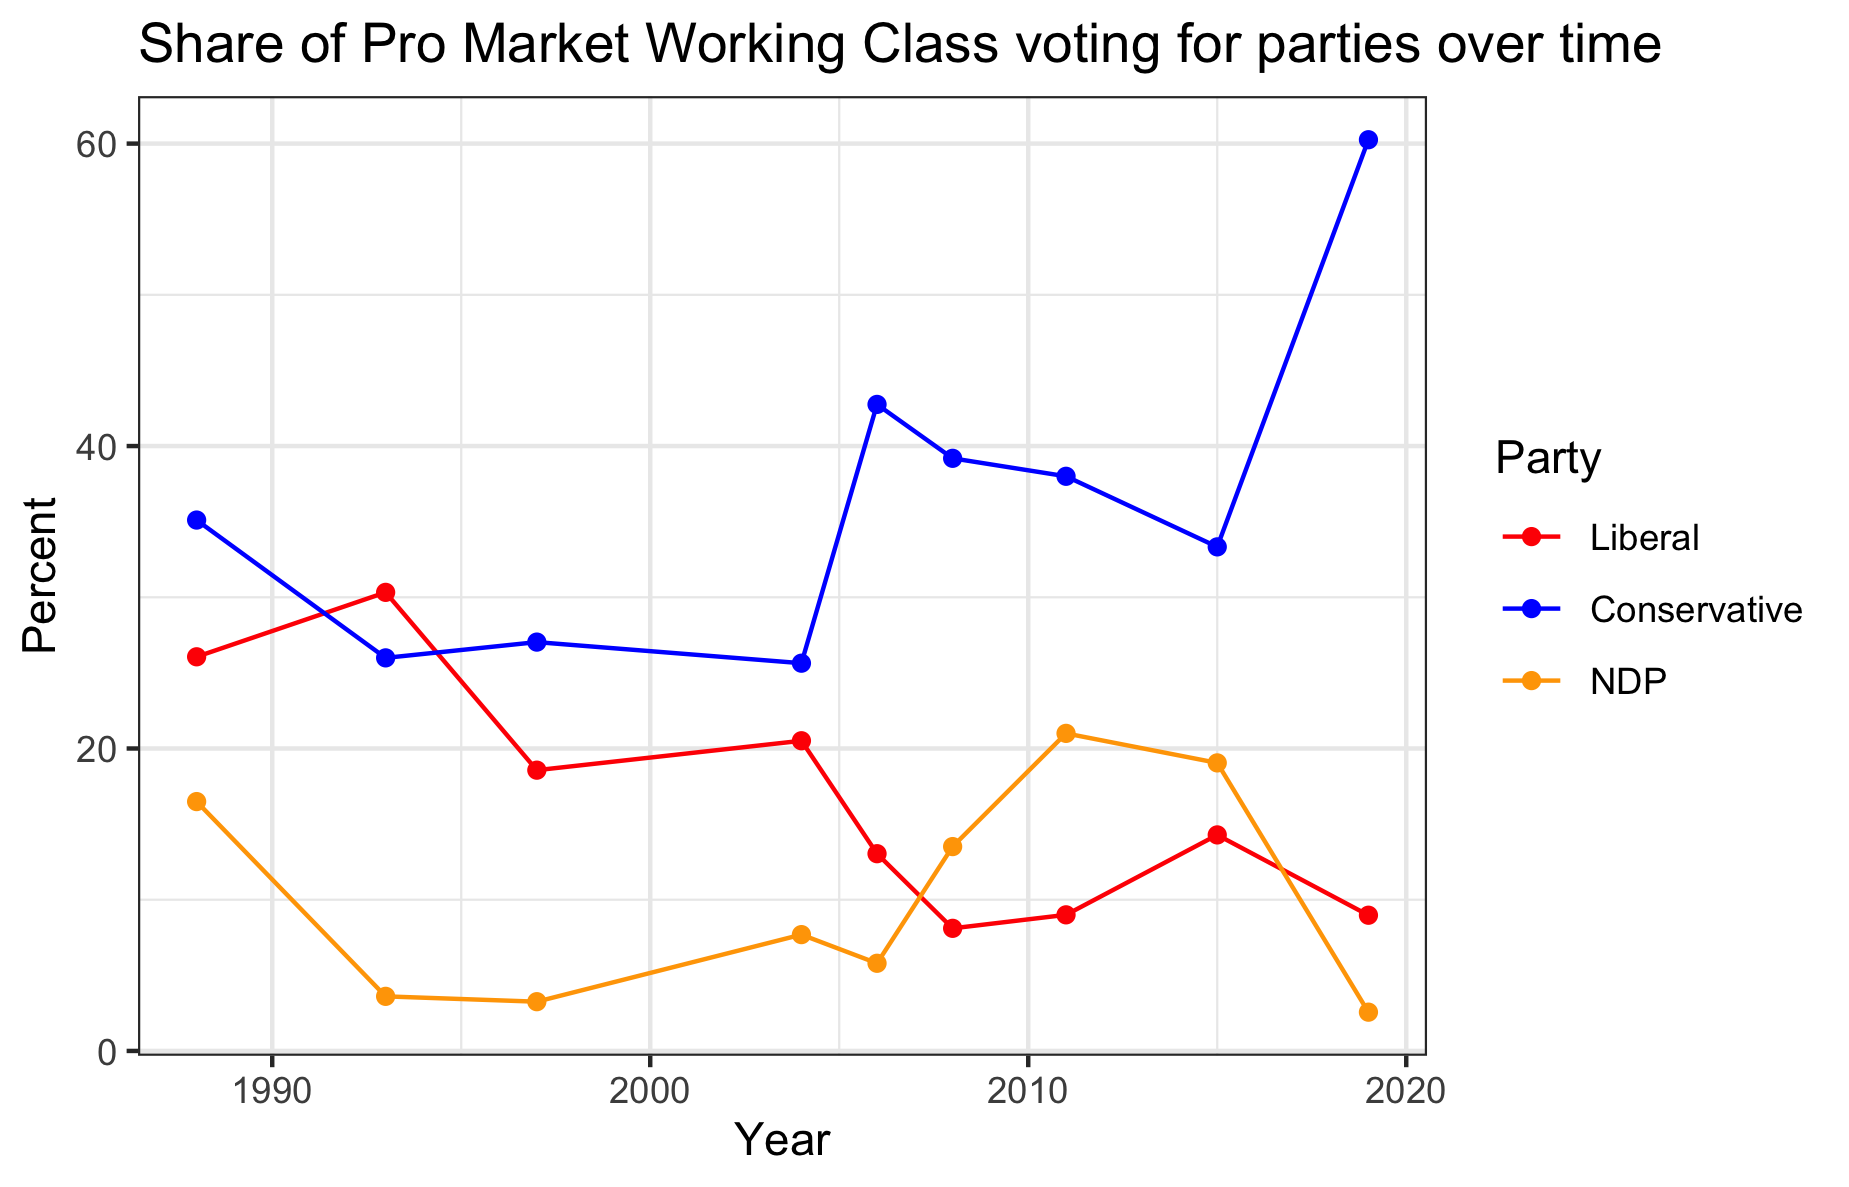 Share of Pro Market Working Class voting for parties over time
60
40
20
0
Percent
1990 2000 2010 2020
Year
Party
Liberal
Conservative
NDP